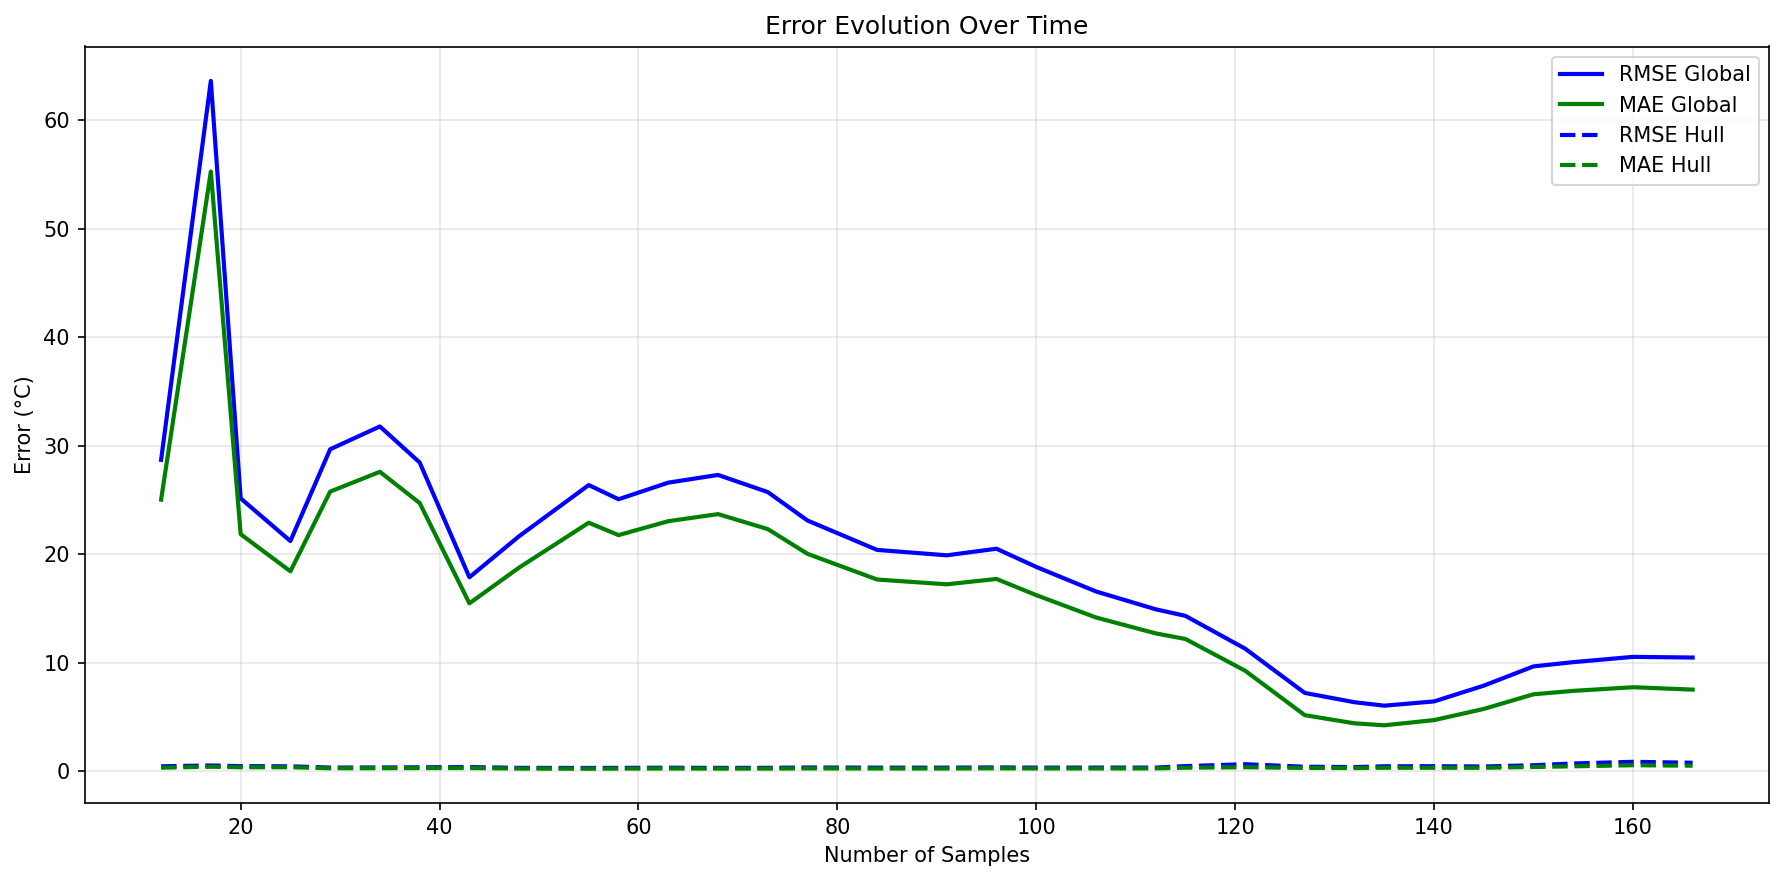 Error Evolution Over Time
RMSE Global
MAE Global
RMSE Hull
MAE Hull
Error (°C)
60
50
40
30
20
10
0
20 40 60 80 100 120 140 160
Number of Samples